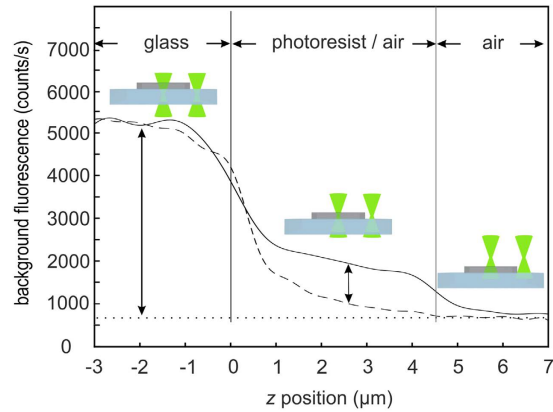 glass
photoresist / air
air
background fluorescence (counts/s)
7000
6000
5000
4000
3000
2000
1000
0
-3 -2 -1 0 1 2 3 4 5 6 7
z position (μm)